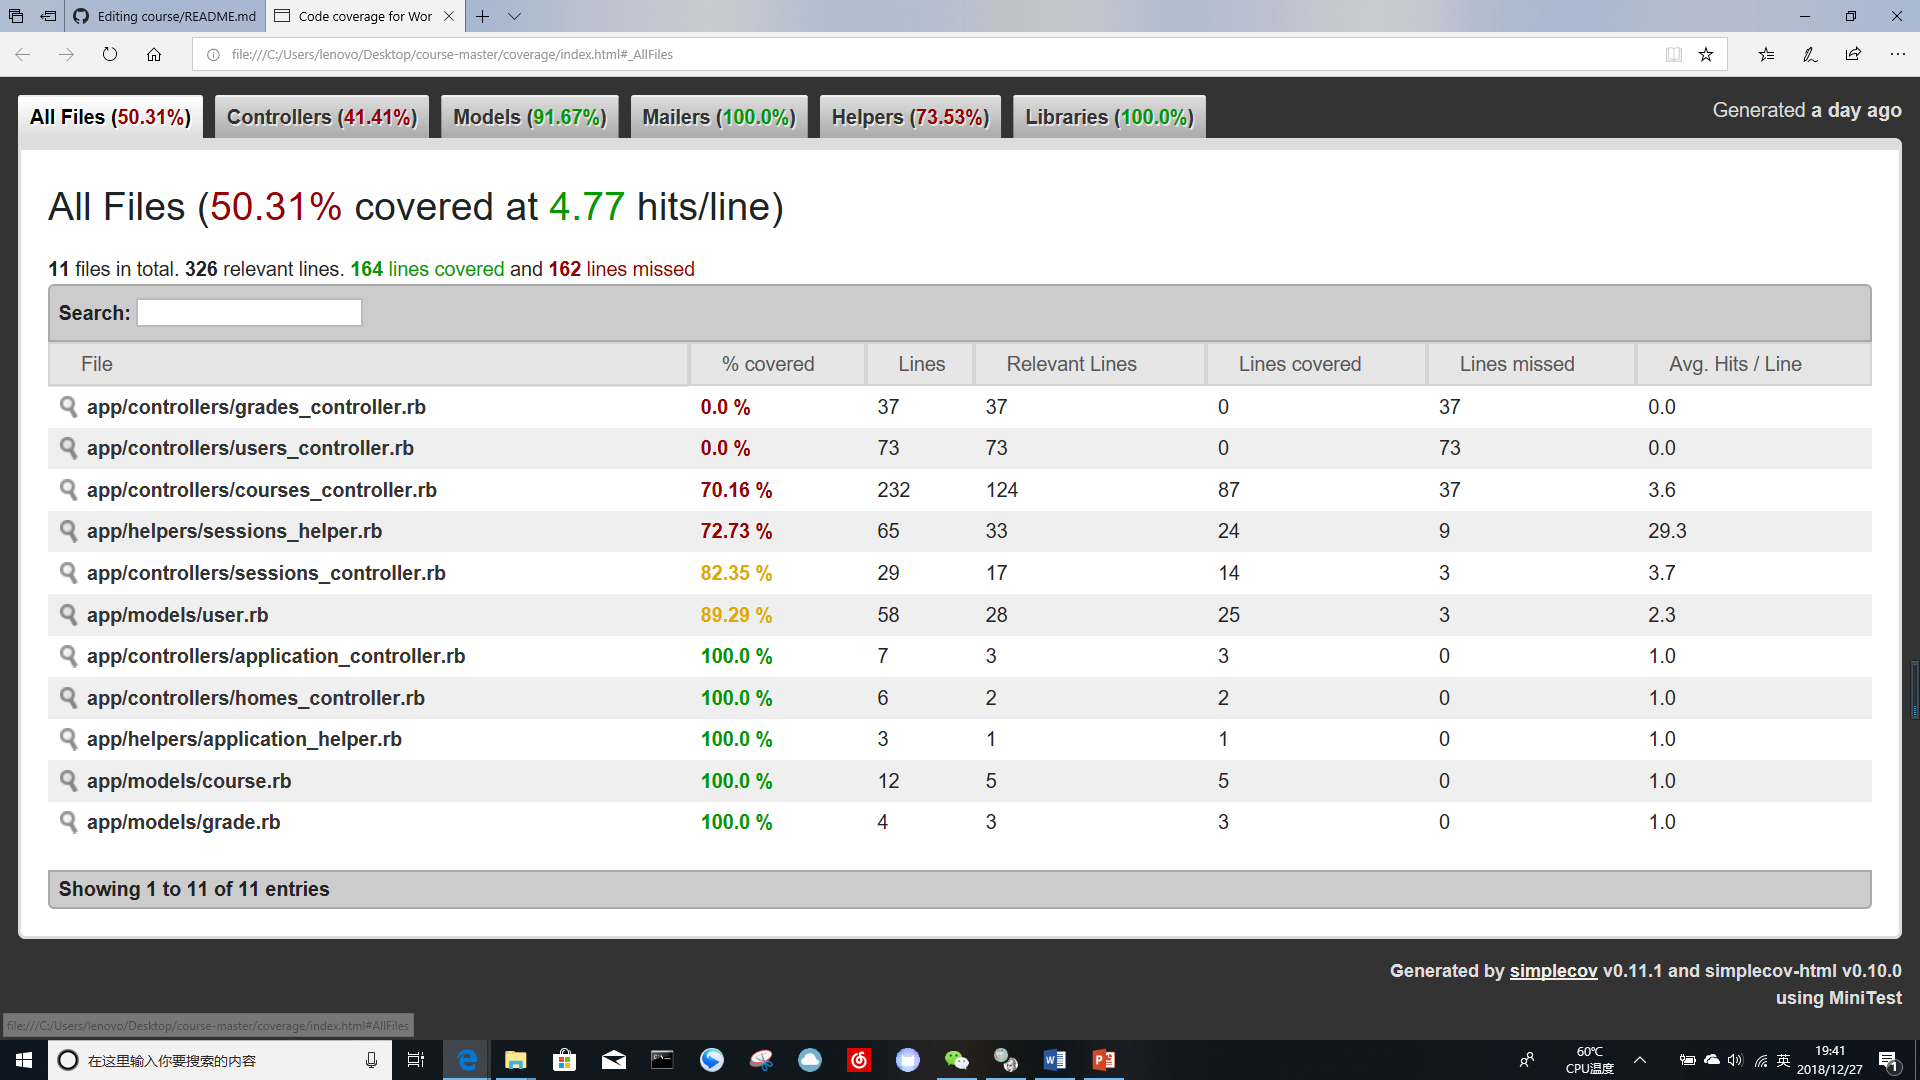 Editing course/README.md
Code coverage for Wor
file:///C:/Users/lenovo/Desktop/course-master/coverage/index.html#_AllFiles
All Files (50.31%)
Controllers (41.41%)
Models (91.67%)
Mailers (100.0%)
Helpers (73.53%)
Libraries (100.0%)
Generated a day ago
All Files (50.31% covered at 4.77 hits/line)
11 files in total. 326 relevant lines. 164 lines covered and 162 lines missed
Search:
File % covered Lines Relevant Lines Lines covered Lines missed Avg. Hits / Line
app/controllers/grades_controller.rb 0.0 % 37 37 0 37 0.0
app/controllers/users_controller.rb 0.0 % 73 73 0 73 0.0
app/controllers/courses_controller.rb 70.16 % 232 124 87 37 3.6
app/helpers/sessions_helper.rb 72.73 % 65 33 24 9 29.3
app/controllers/sessions_controller.rb 82.35 % 29 17 14 3 3.7
app/models/user.rb 89.29 % 58 28 25 3 2.3
app/controllers/application_controller.rb 100.0 % 7 3 3 0 1.0
app/controllers/homes_controller.rb 100.0 % 6 2 2 0 1.0
app/helpers/application_helper.rb 100.0 % 3 1 1 0 1.0
app/models/course.rb 100.0 % 12 5 5 0 1.0
app/models/grade.rb 100.0 % 4 3 3 0 1.0
Showing 1 to 11 of 11 entries
Generated by simplecov v0.11.1 and simplecov-html v0.10.0
using MiniTest
file:///C:/Users/lenovo/Desktop/course-master/coverage/index.html#AllFiles
在这里输入你要搜索的内容
60℃
CPU温度
英
19:41
2018/12/27
1